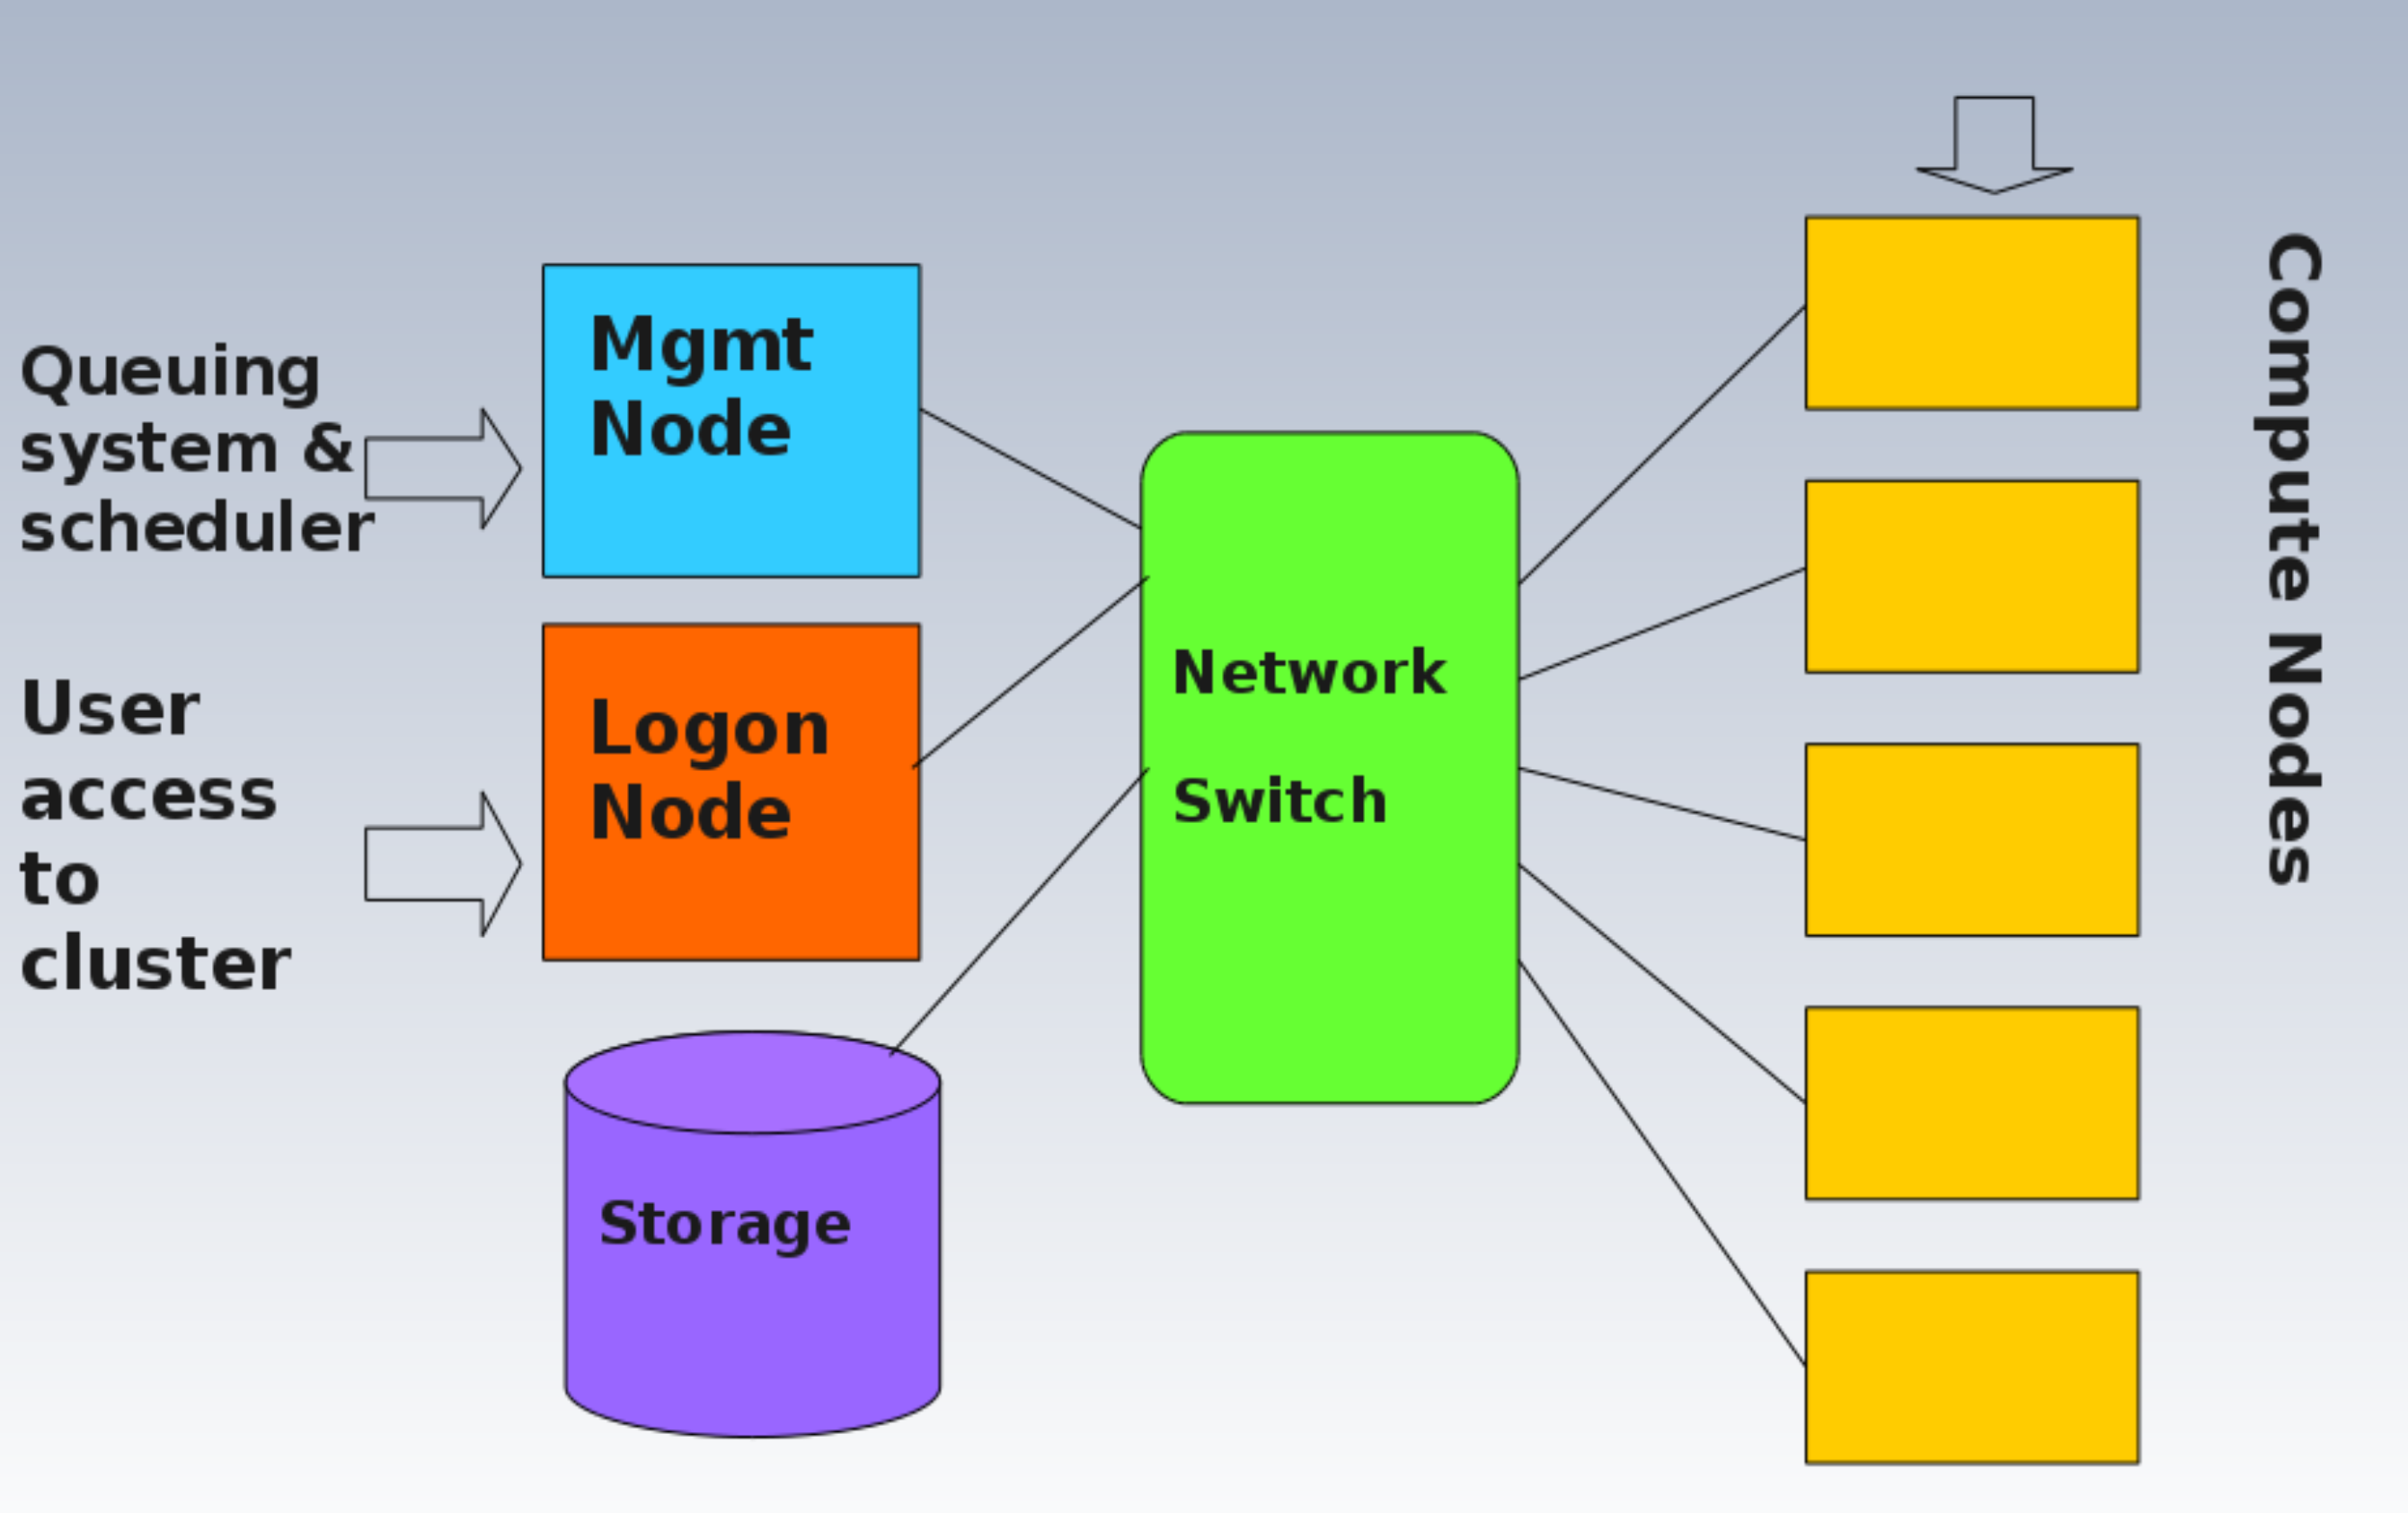 Queuing
system &
scheduler
User
access
to
cluster
Mgmt
Node
Logon
Node
Storage
Network
Switch
Compute Nodes